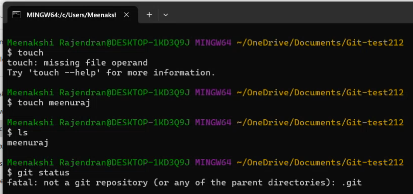 MINGW64:/c/Users/Meenaksl
Meenakshi Rajendran@DESKTOP-1KD3Q9J MINGW64 ~/OneDrive/Documents/Git-test212
$ touch
touch: missing file operand
Try 'touch --help' for more information.
Meenakshi Rajendran@DESKTOP-1KD3Q9J MINGW64 ~/OneDrive/Documents/Git-test212
$ touch meenuraj
Meenakshi Rajendran@DESKTOP-1KD3Q9J MINGW64 ~/OneDrive/Documents/Git-test212
$ ls
meenuraj
Meenakshi Rajendran@DESKTOP-1KD3Q9J MINGW64 ~/OneDrive/Documents/Git-test212
$ git status
fatal: not a git repository (or any of the parent directories): .git